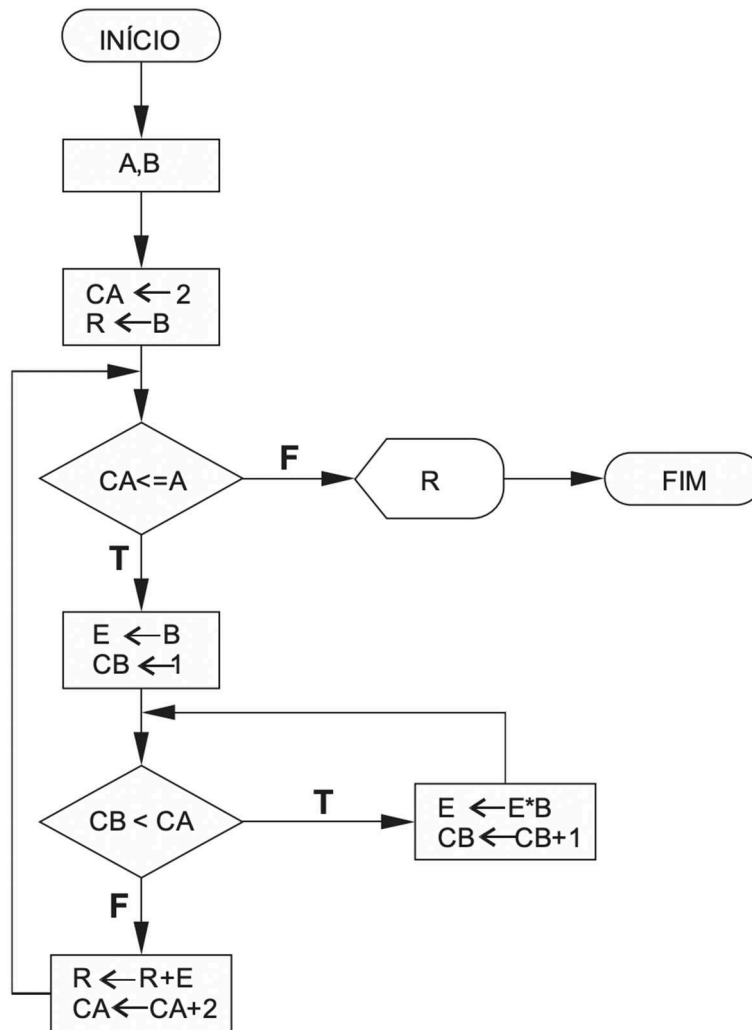 INÍCIO
A,B
CA ← 2
R ← B
CA<=A
F
R
FIM
T
E ← B
CB ← 1
CB < CA
T
E ← E*B
CB ← CB+1
F
R ← R+E
CA ← CA+2